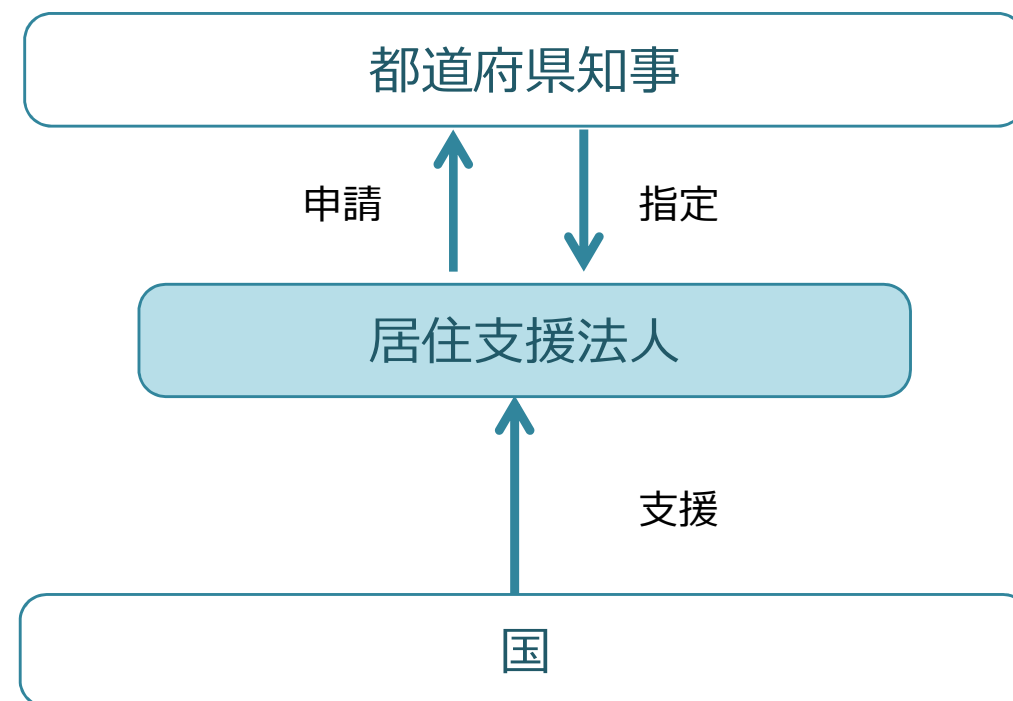 都道府県知事
申請
指定
居住支援法人
支援
国